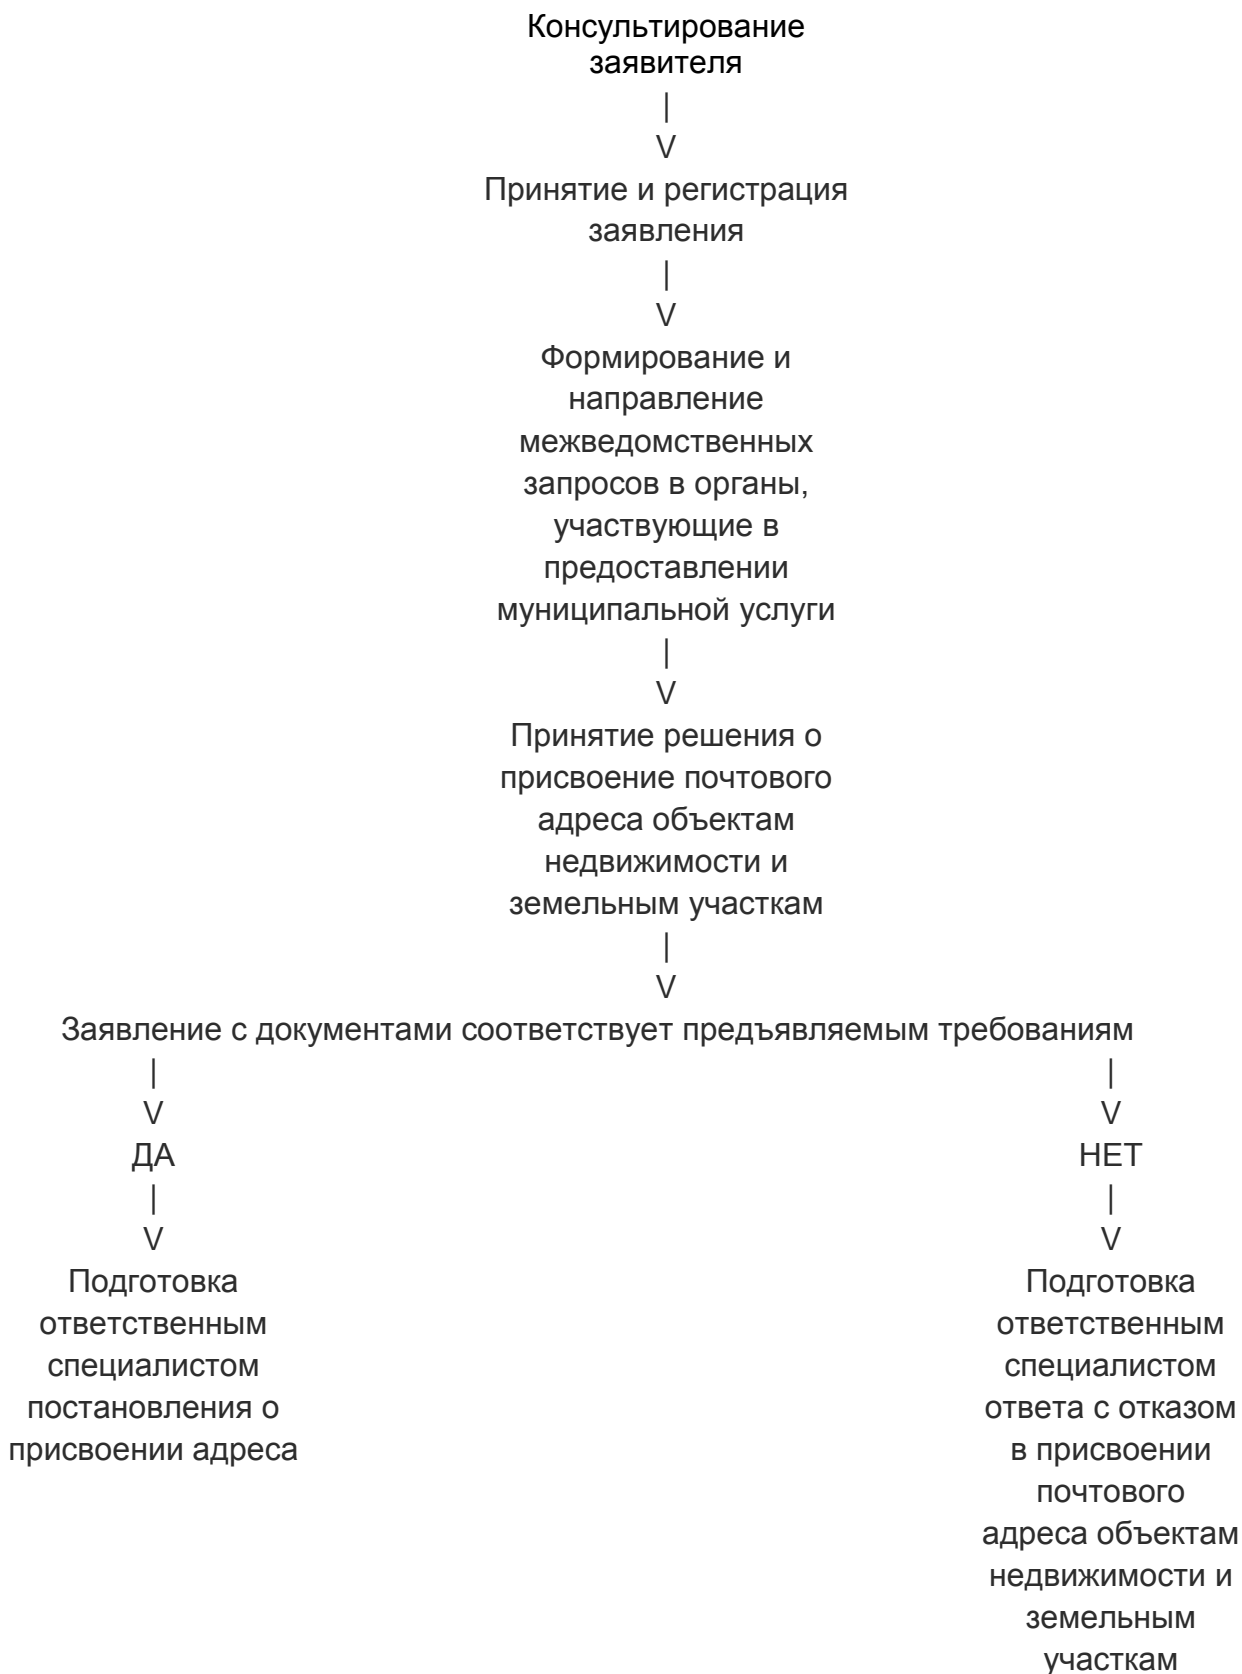 Консультирование
заявителя
|
V
Принятие и регистрация
заявления
|
V
Формирование и
направление
межведомственных
запросов в органы,
участвующие в
предоставлении
муниципальной услуги
|
V
Принятие решения о
присвоение почтового
адреса объектам
недвижимости и
земельным участкам
|
V
Заявление с документами соответствует предъявляемым требованиям
|
V
ДА
|
V
Подготовка
ответственным
специалистом
постановления о
присвоении адреса
|
V
НЕТ
|
V
Подготовка
ответственным
специалистом
ответа с отказом
в присвоении
почтового
адреса объектам
недвижимости и
земельным
участкам